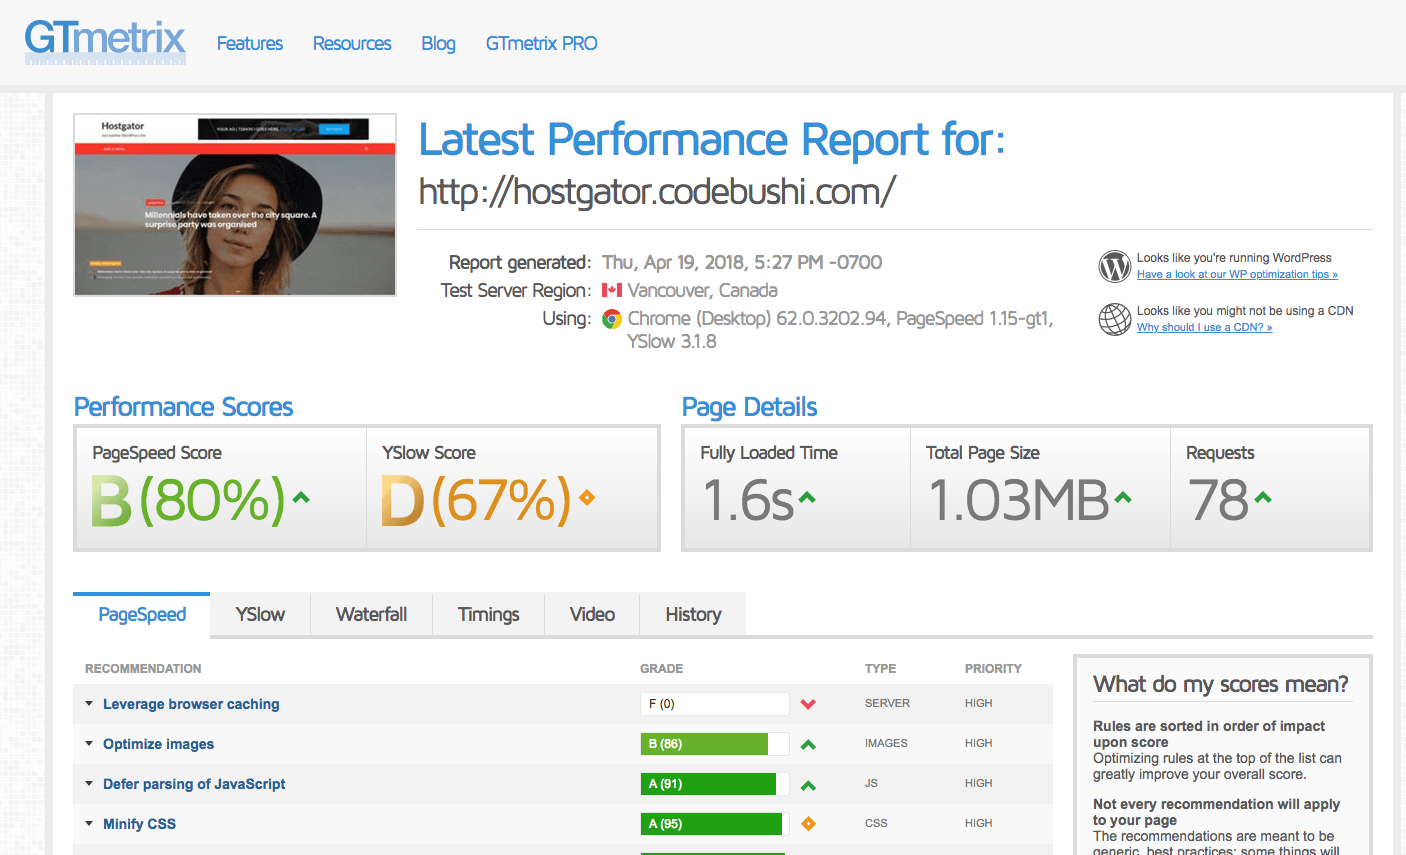 GTmetrix
Features
Resources
Blog
GTmetrix PRO
Hostgator
Millennials have taken over the city square. A
surprise party was organised
Latest Performance Report for:
http://hostgator.codebushi.com/
Report generated: Thu, Apr 19, 2018, 5:27 PM -0700
Test Server Region: Vancouver, Canada
Using: Chrome (Desktop) 62.0.3202.94, PageSpeed 1.15-gt1,
YSlow 3.1.8
Looks like you're running WordPress
Have a look at our WP optimization tips »
Looks like you might not be using a CDN
Why should I use a CDN? »
Performance Scores
PageSpeed Score
B (80%)
YSlow Score
D (67%)
Page Details
Fully Loaded Time
1.6s
Total Page Size
1.03MB
Requests
78
PageSpeed
YSlow
Waterfall
Timings
Video
History
RECOMMENDATION GRADE TYPE PRIORITY
Leverage browser caching F (0) SERVER HIGH
Optimize images B (86) IMAGES HIGH
Defer parsing of JavaScript A (91) JS HIGH
Minify CSS A (95) CSS HIGH
What do my scores mean?
Rules are sorted in order of impact
upon score
Optimizing rules at the top of the list can
greatly improve your overall score.
Not every recommendation will apply
to your page
The recommendations are meant to be
generic, best practices; some things will